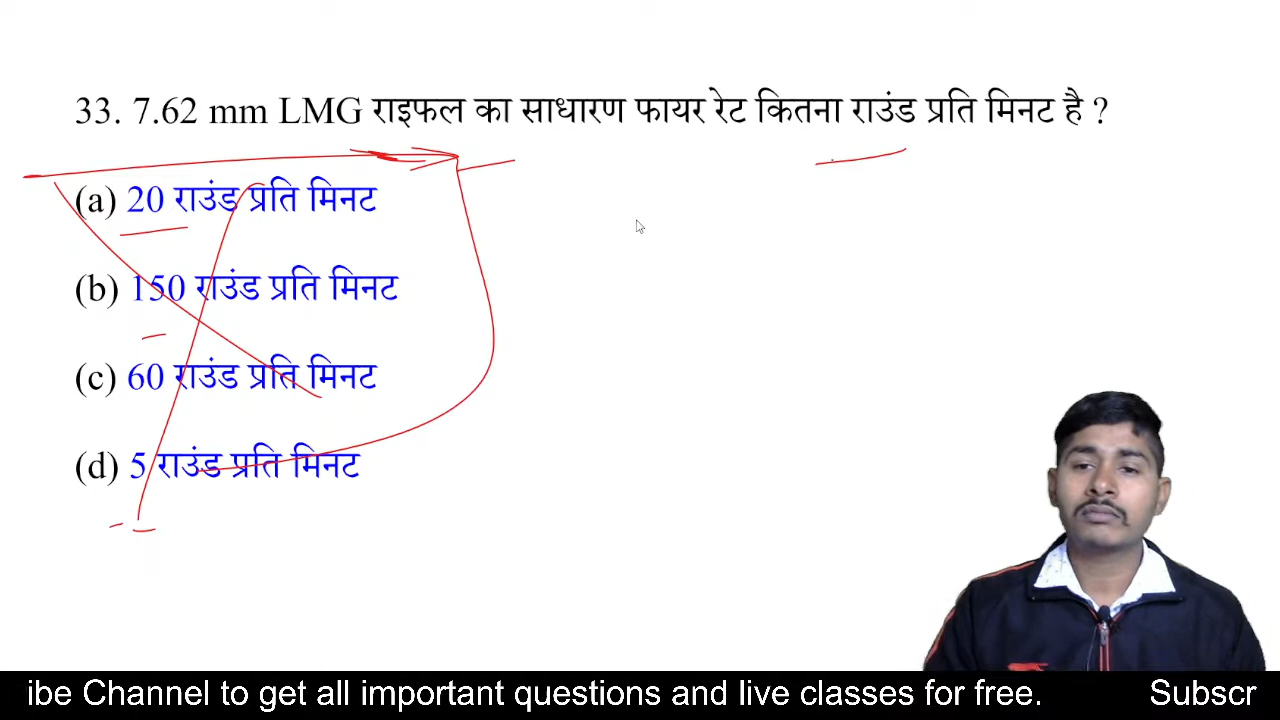 33. 7.62 mm LMG राइफल का साधारण फायर रेट कितना राउंड प्रति मिनट है ?
(a) 20 राउंड प्रति मिनट
(b) 150 राउंड प्रति मिनट
(c) 60 राउंड प्रति मिनट
(d) 5 राउंड प्रति मिनट
ibe Channel to get all important questions and live classes for free. Subscr